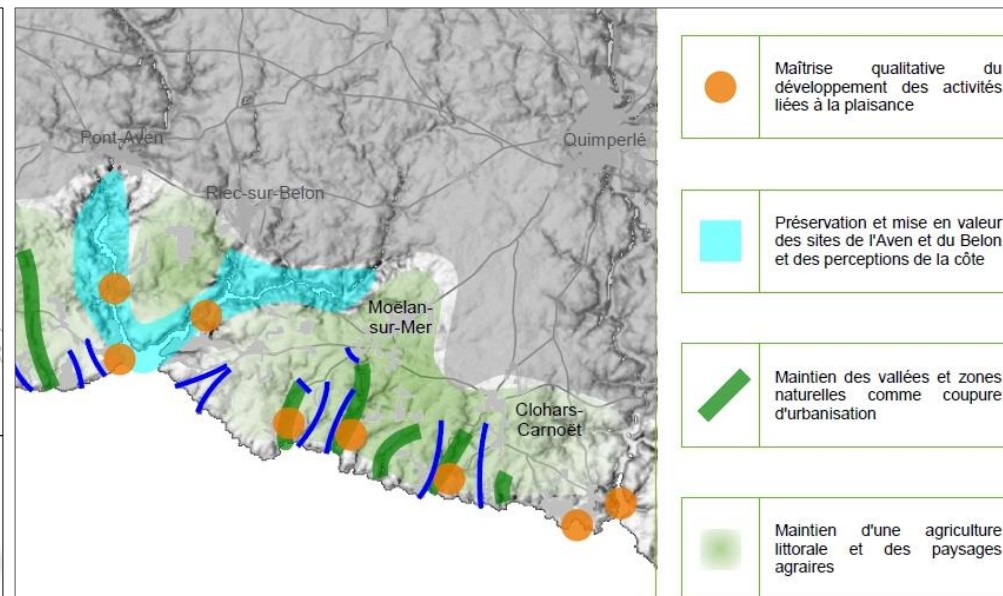 Pont-Aven
Quimperlé
Riec-sur-Belon
Moëlan-
sur-Mer
Clohars-
Carnoët
Maîtrise qualitative du
développement des activités
liées à la plaisance
Préservation et mise en valeur
des sites de l'Aven et du Belon
et des perceptions de la côte
Maintien des vallées et zones
naturelles comme coupure
d'urbanisation
Maintien d'une agriculture
littorale et des paysages
agraires